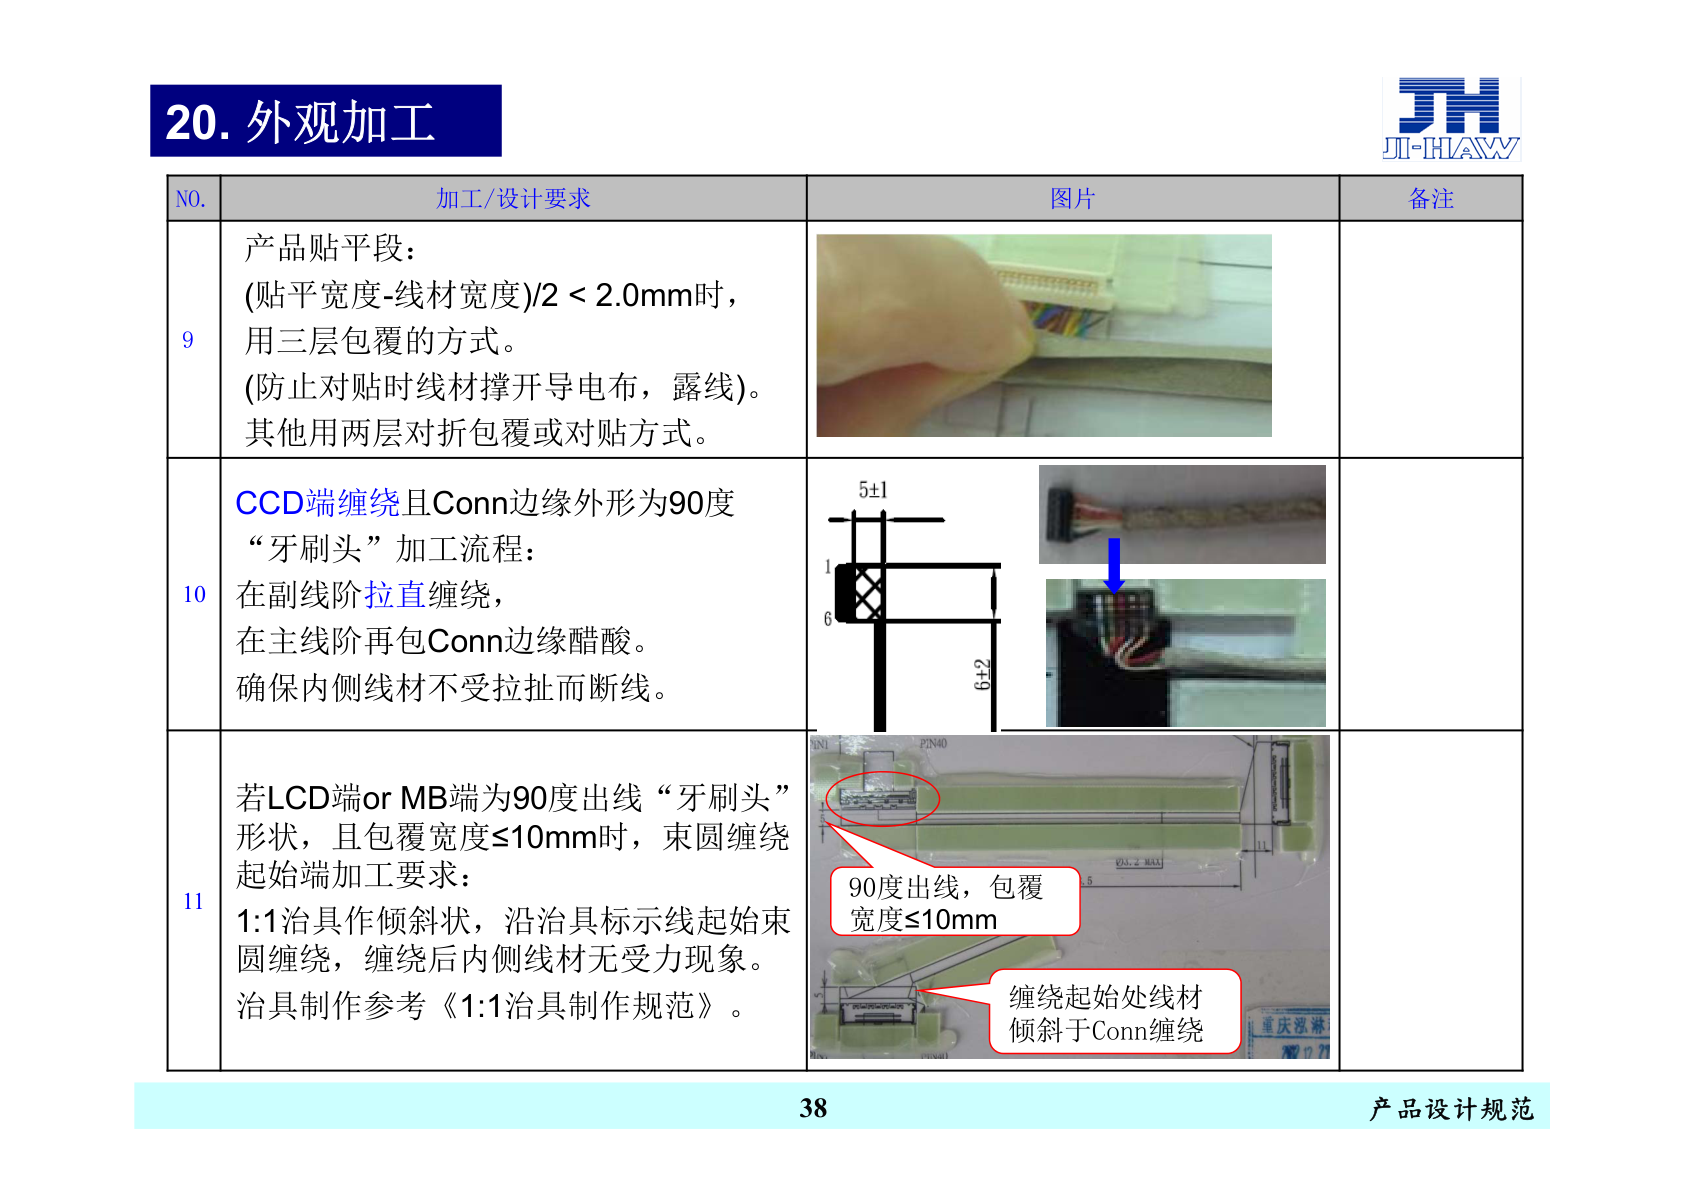 20. 外观加工
JH
JI-HAW
NO. 加工/设计要求 图片 备注
9
产品贴平段：
(贴平宽度-线材宽度)/2 < 2.0mm时，
用三层包覆的方式。
(防止对贴时线材撑开导电布，露线)。
其他用两层对折包覆或对贴方式。
10
CCD端缠绕且Conn边缘外形为90度
“牙刷头”加工流程：
在副线阶拉直缠绕，
在主线阶再包Conn边缘醋酸。
确保内侧线材不受拉扯而断线。
5±1
1
6
6±2
11
若LCD端or MB端为90度出线“牙刷头”
形状，且包覆宽度≤10mm时，束圆缠绕
起始端加工要求：
1:1治具作倾斜状，沿治具标示线起始束
圆缠绕，缠绕后内侧线材无受力现象。
治具制作参考《1:1治具制作规范》。
PIN1 PIN40
11
Ø3.2 MAX
90度出线，包覆
宽度≤10mm
缠绕起始处线材
倾斜于Conn缠绕
重庆泓淋
38
产品设计规范